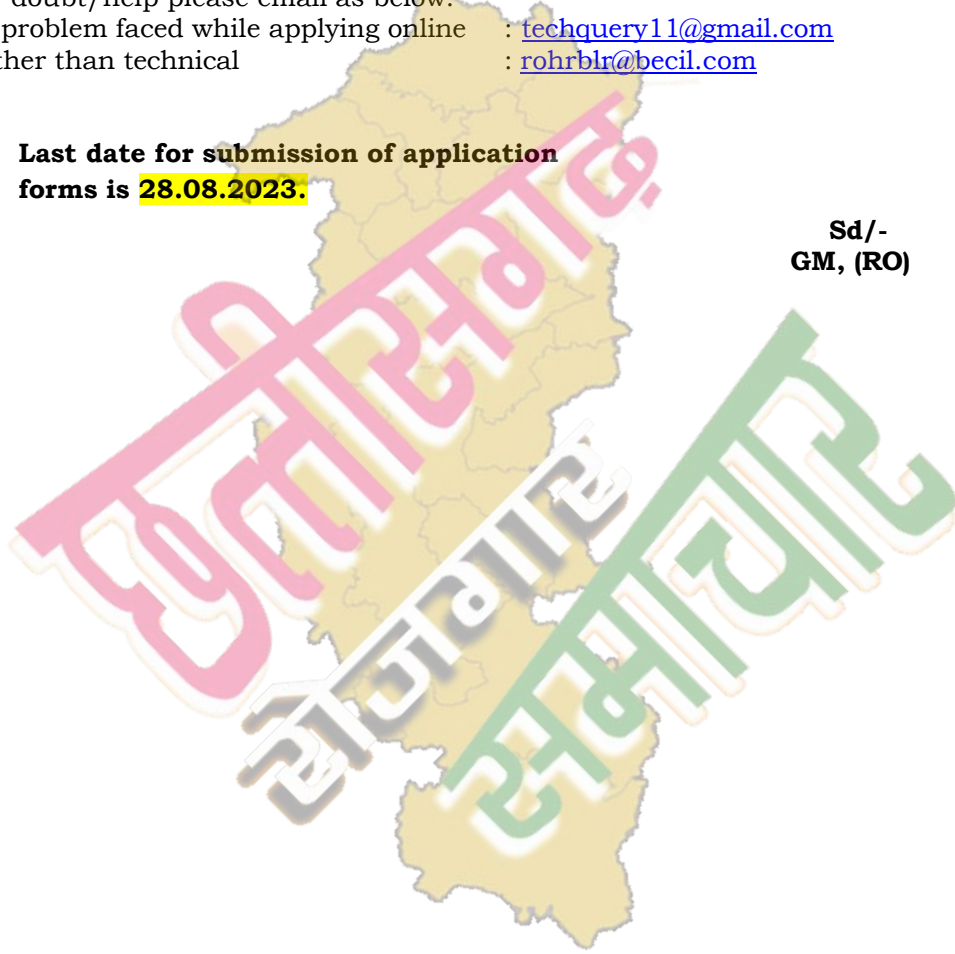 doubt/help please email as below:
problem faced while applying online : techquery11@gmail.com
ther than technical : rohrblr@becil.com
Last date for submission of application
forms is 28.08.2023.
Sd/-
GM, (RO)
छत्तीसगढ़
रोजगार
समाचार